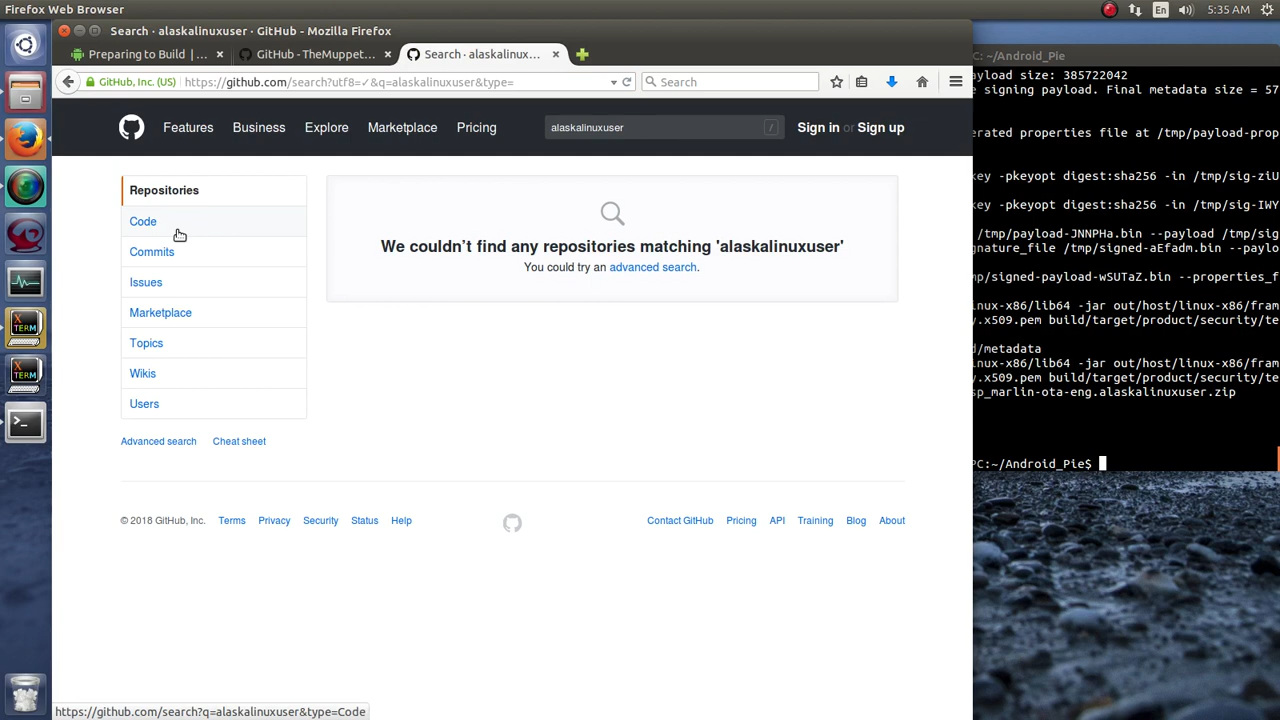 Firefox Web Browser
En
5:35 AM
Search · alaskalinuxuser · GitHub - Mozilla Firefox
Preparing to Build | ...
GitHub - TheMuppet...
Search · alaskalinux...
GitHub, Inc. (US)
https://github.com/search?utf8=✓&q=alaskalinuxuser&type=
Search
Features
Business
Explore
Marketplace
Pricing
alaskalinuxuser
/
Sign in or Sign up
Repositories
Code
Commits
Issues
Marketplace
Topics
Wikis
Users
Advanced search
Cheat sheet
We couldn't find any repositories matching 'alaskalinuxuser'
You could try an advanced search.
© 2018 GitHub, Inc.
Terms
Privacy
Security
Status
Help
Contact GitHub
Pricing
API
Training
Blog
About
https://github.com/search?q=alaskalinuxuser&type=Code
X
TERM
X
TERM
>_
C: ~/Android_Pie
ayload size: 385722042
e signing payload. Final metadata size = 57
erated properties file at /tmp/payload-prop
key -pkeyopt digest:sha256 -in /tmp/sig-ziU
key -pkeyopt digest:sha256 -in /tmp/sig-IWY
/tmp/payload-JNNPHa.bin --payload /tmp/sig
gnature_file /tmp/signed-aEfadm.bin --paylo
mp/signed-payload-wSUTaZ.bin --properties_f
inux-x86/lib64 -jar out/host/linux-x86/fram
y.x509.pem build/target/product/security/te
d/metadata
inux-x86/lib64 -jar out/host/linux-x86/fram
y.x509.pem build/target/product/security/te
sp_marlin-ota-eng.alaskalinuxuser.zip
PC:~/Android_Pie$